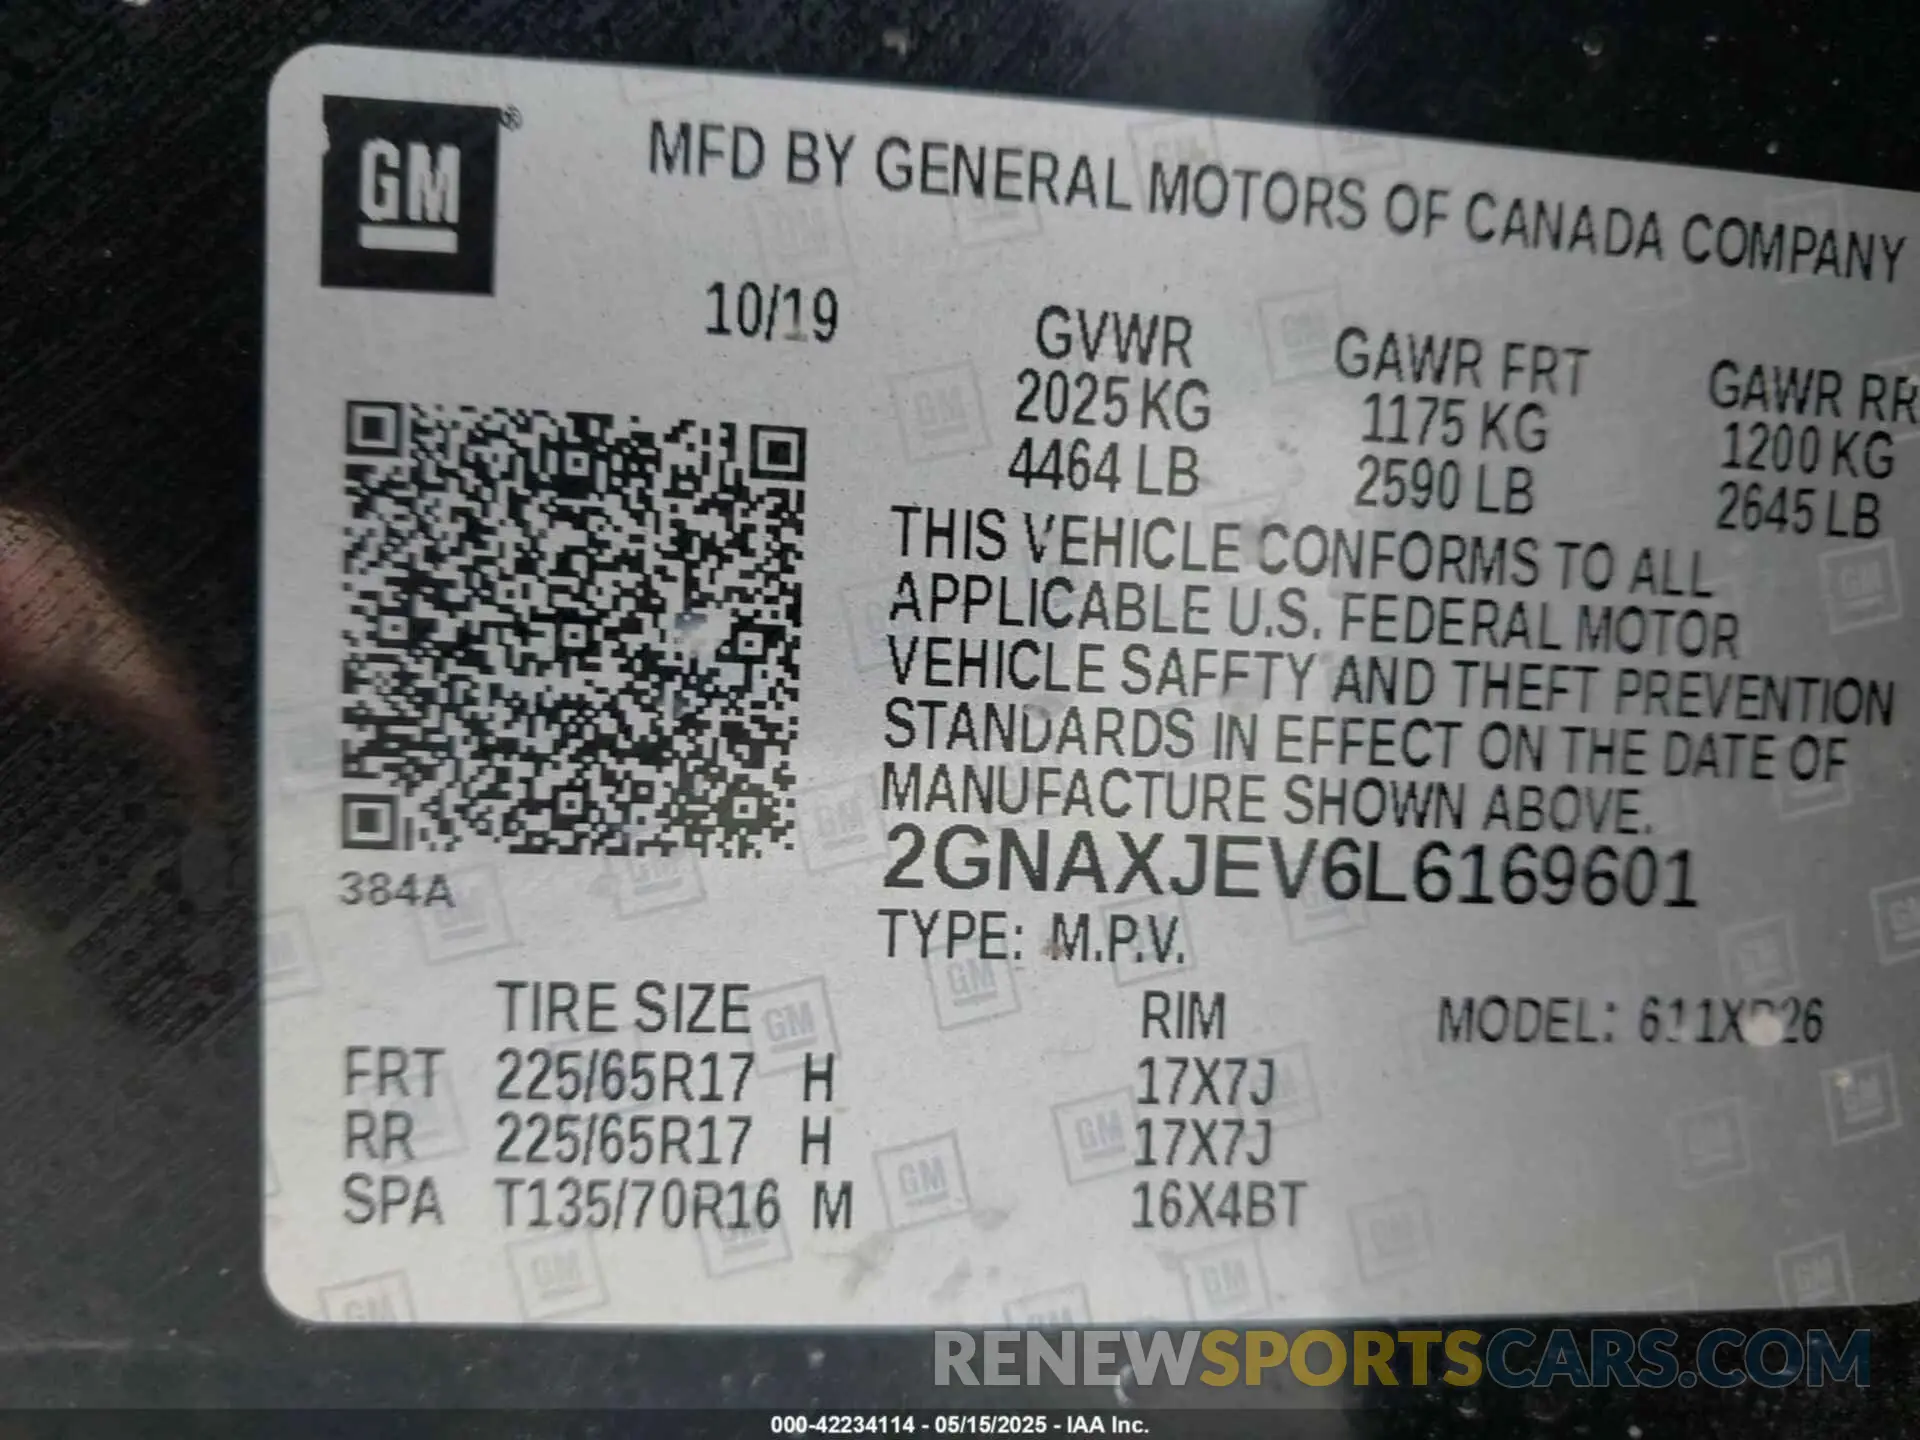 GM ®
MFD BY GENERAL MOTORS OF CANADA COMPANY
10/19
GVWR GAWR FRT GAWR RR
2025 KG 1175 KG 1200 KG
4464 LB 2590 LB 2645 LB
THIS VEHICLE CONFORMS TO ALL
APPLICABLE U.S. FEDERAL MOTOR
VEHICLE SAFETY AND THEFT PREVENTION
STANDARDS IN EFFECT ON THE DATE OF
MANUFACTURE SHOWN ABOVE.
2GNAXJEV6L6169601
384A
TYPE: M.P.V.
TIRE SIZE RIM MODEL:
FRT 225/65R17 H 17X7J
RR 225/65R17 H 17X7J
SPA T135/70R16 M 16X4BT
RENEWSPORTSCARS.COM
000-42234114 - 05/15/2025 - IAA Inc.